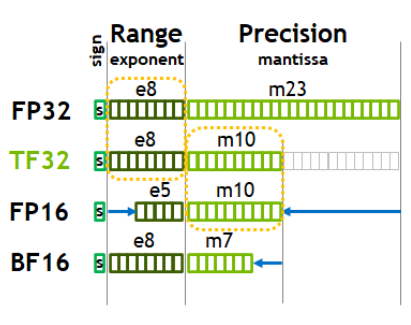 sign
Range
Precision
exponent
mantissa
e8
m23
FP32
s
e8
m10
TF32
s
e5
m10
FP16
s
e8
m7
BF16
s